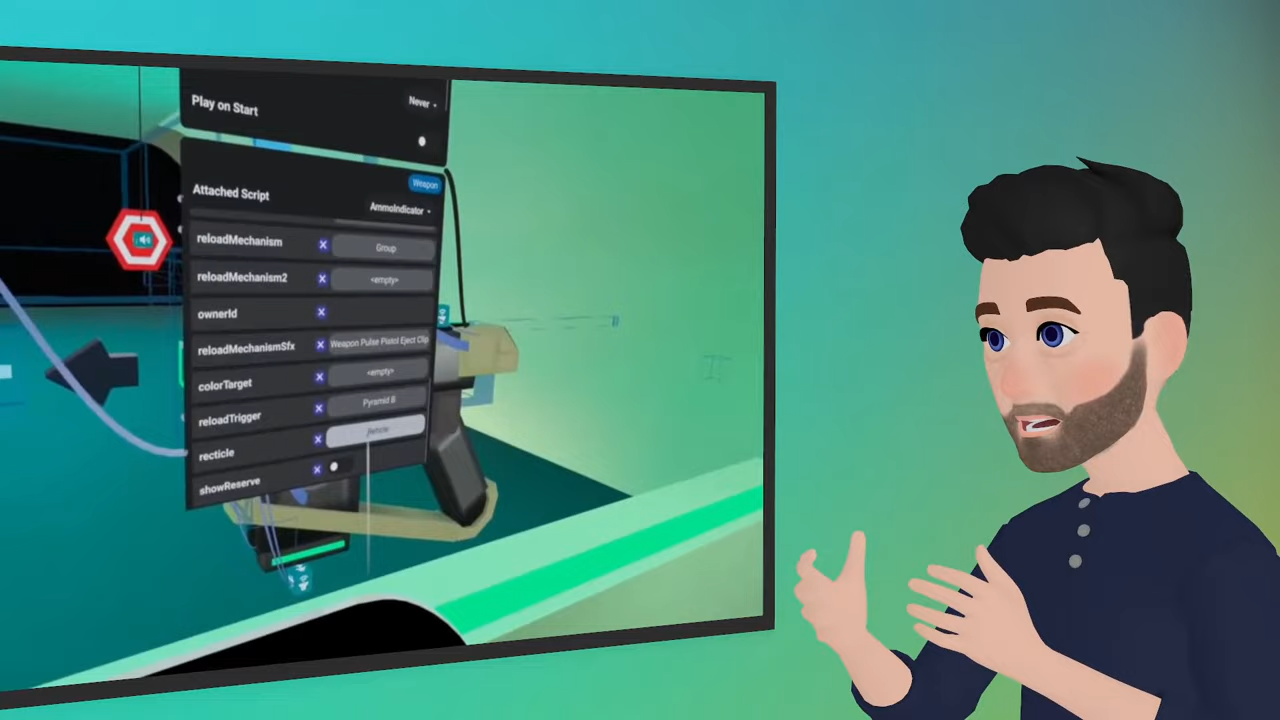 Play on Start
Never
Weapon
Attached Script
AmmoIndicator
reloadMechanism
Group
reloadMechanism2
<empty>
ownerId
reloadMechanismSfx
Weapon Pulse Pistol Eject Clip
colorTarget
<empty>
reloadTrigger
Pyramid B
recticle
showReserve